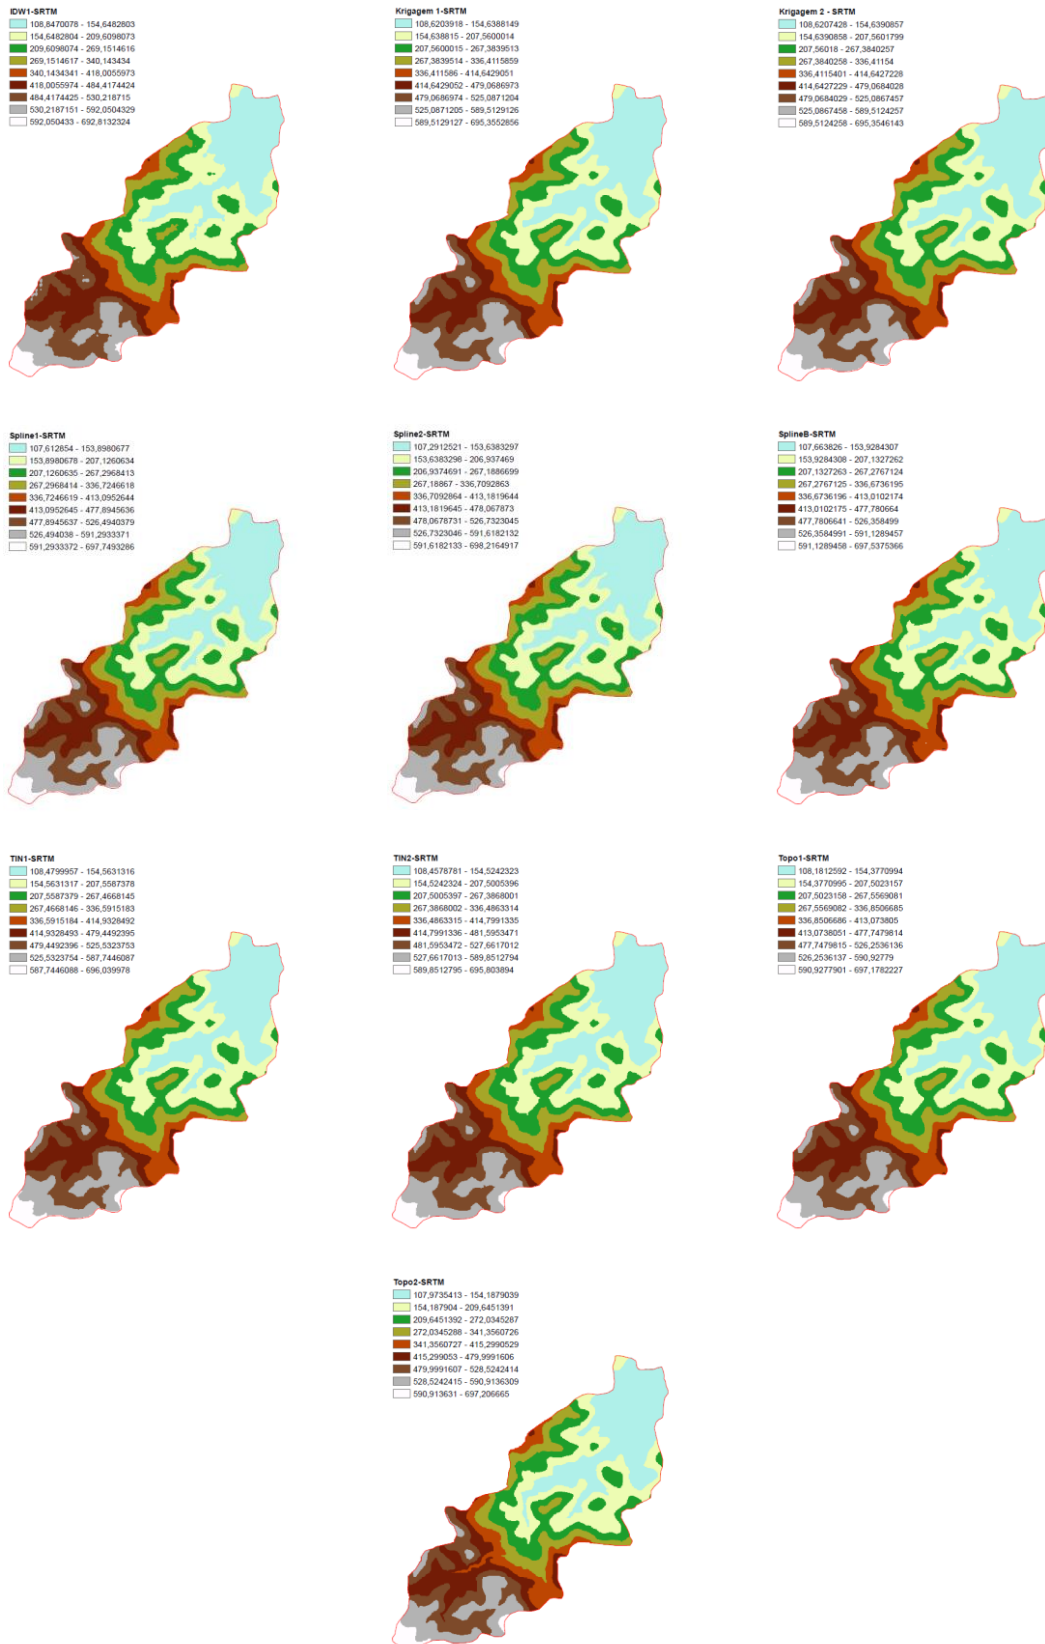 IDW1-SRTM
108,8470078 - 154,6482803
154,6482804 - 209,6098073
209,6098074 - 269,1514616
269,1514617 - 340,143434
340,1434341 - 418,0055973
418,0055974 - 484,4174424
484,4174425 - 530,218715
530,2187151 - 592,0504329
592,050433 - 692,8132324
Krigagem 1-SRTM
108,6203918 - 154,6388149
154,638815 - 207,5600014
207,5600015 - 267,3839513
267,3839514 - 336,4115859
336,411586 - 414,6429051
414,6429052 - 479,0686973
479,0686974 - 525,0871204
525,0871205 - 589,5129126
589,5129127 - 695,3552856
Krigagem 2 - SRTM
108,6207428 - 154,6390857
154,6390858 - 207,5601799
207,56018 - 267,3840257
267,3840258 - 336,41154
336,4115401 - 414,6427228
414,6427229 - 479,0684028
479,0684029 - 525,0867457
525,0867458 - 589,5124257
589,5124258 - 695,3546143
Spline1-SRTM
107,612854 - 153,8980677
153,8980678 - 207,1260634
207,1260635 - 267,2968413
267,2968414 - 336,7246618
336,7246619 - 413,0952644
413,0952645 - 477,8945636
477,8945637 - 526,4940379
526,494038 - 591,2933371
591,2933372 - 697,7493286
Spline2-SRTM
107,2912521 - 153,6383297
153,6383298 - 206,937469
206,9374691 - 267,1886699
267,18867 - 336,7092863
336,7092864 - 413,1819644
413,1819645 - 478,067873
478,0678731 - 526,7323045
526,7323046 - 591,6182132
591,6182133 - 698,2164917
SplineB-SRTM
107,663826 - 153,9284307
153,9284308 - 207,1327262
207,1327263 - 267,2767124
267,2767125 - 336,6736195
336,6736196 - 413,0102174
413,0102175 - 477,780664
477,7806641 - 526,358499
526,3584991 - 591,1289457
591,1289458 - 697,5375366
TIN1-SRTM
108,4799957 - 154,5631316
154,5631317 - 207,5587378
207,5587379 - 267,4668145
267,4668146 - 336,5915183
336,5915184 - 414,9328492
414,9328493 - 479,4492395
479,4492396 - 525,5323753
525,5323754 - 587,7446087
587,7446088 - 696,039978
TIN2-SRTM
108,4578781 - 154,5242323
154,5242324 - 207,5005396
207,5005397 - 267,3868001
267,3868002 - 336,4863314
336,4863315 - 414,7991335
414,7991336 - 481,5953471
481,5953472 - 527,6617012
527,6617013 - 589,8512794
589,8512795 - 695,803894
Topo1-SRTM
108,1812592 - 154,3770994
154,3770995 - 207,5023157
207,5023158 - 267,5569081
267,5569082 - 336,8506685
336,8506686 - 413,073805
413,0738051 - 477,7479814
477,7479815 - 526,2536136
526,2536137 - 590,92779
590,9277901 - 697,1782227
Topo2-SRTM
107,9735413 - 154,1879039
154,187904 - 209,6451391
209,6451392 - 272,0345287
272,0345288 - 341,3560726
341,3560727 - 415,2990529
415,299053 - 479,9991606
479,9991607 - 528,5242414
528,5242415 - 590,9136309
590,913631 - 697,206665